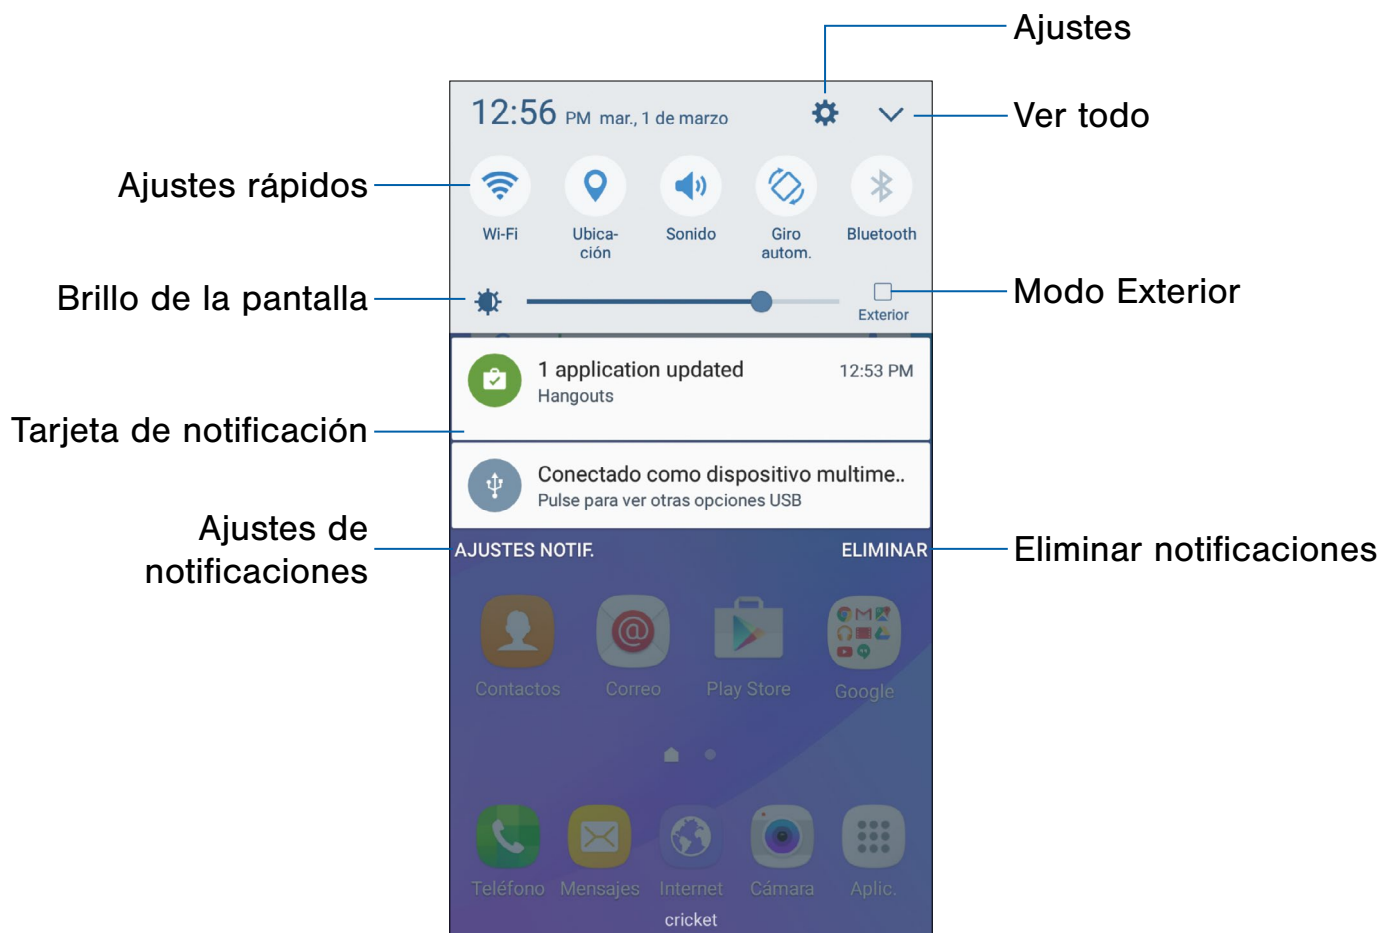 Ajustes
12:56 PM mar., 1 de marzo
Ver todo
Ajustes rápidos
Wi-Fi
Ubica-
ción
Sonido
Giro
autom.
Bluetooth
Brillo de la pantalla
Exterior
Modo Exterior
1 application updated
12:53 PM
Hangouts
Tarjeta de notificación
Conectado como dispositivo multime..
Pulse para ver otras opciones USB
Ajustes de
notificaciones
AJUSTES NOTIF.
ELIMINAR
Eliminar notificaciones
Contactos
Correo
Play Store
Google
Teléfono
Mensajes
Internet
Cámara
Aplic.
cricket